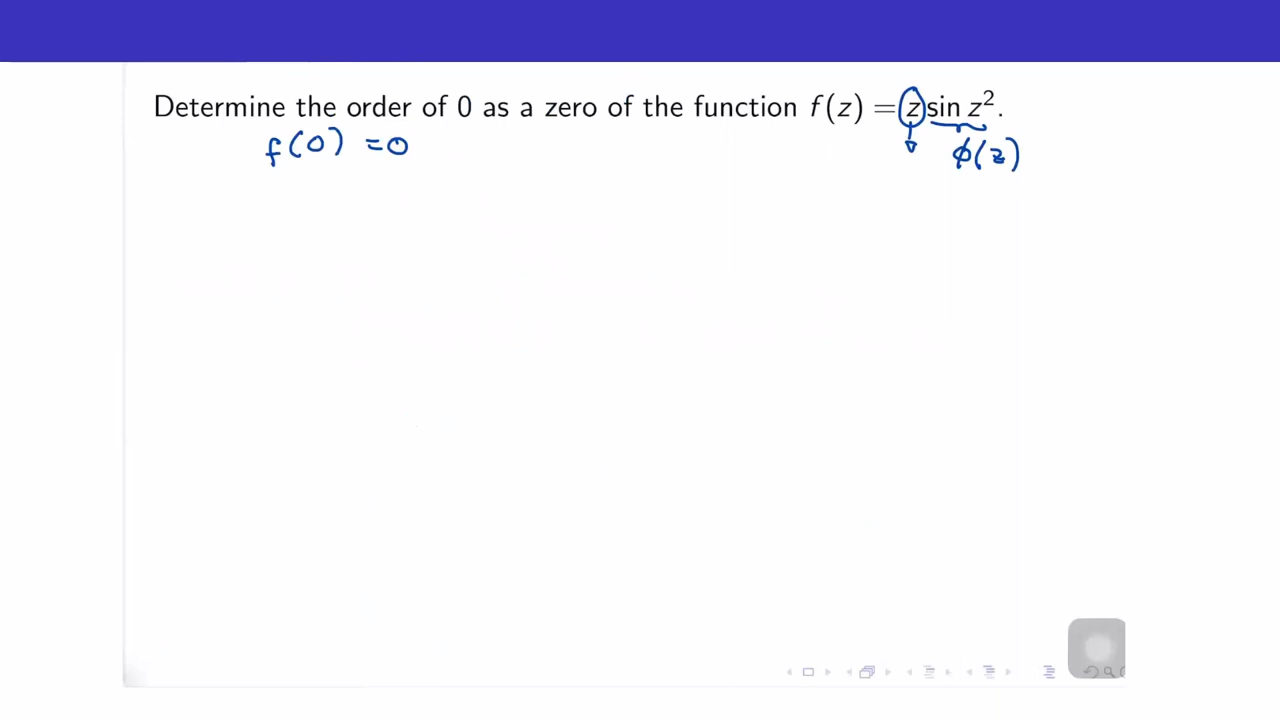 Determine the order of 0 as a zero of the function f(z) = z sin z².
f(0) = 0
φ(z)